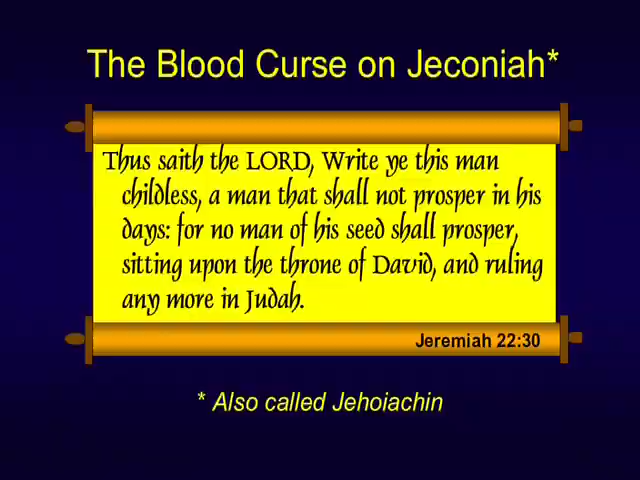 The Blood Curse on Jeconiah*
Thus saith the LORD, Write ye this man
childless, a man that shall not prosper in his
days: for no man of his seed shall prosper,
sitting upon the throne of David, and ruling
any more in Judah.
Jeremiah 22:30
* Also called Jehoiachin